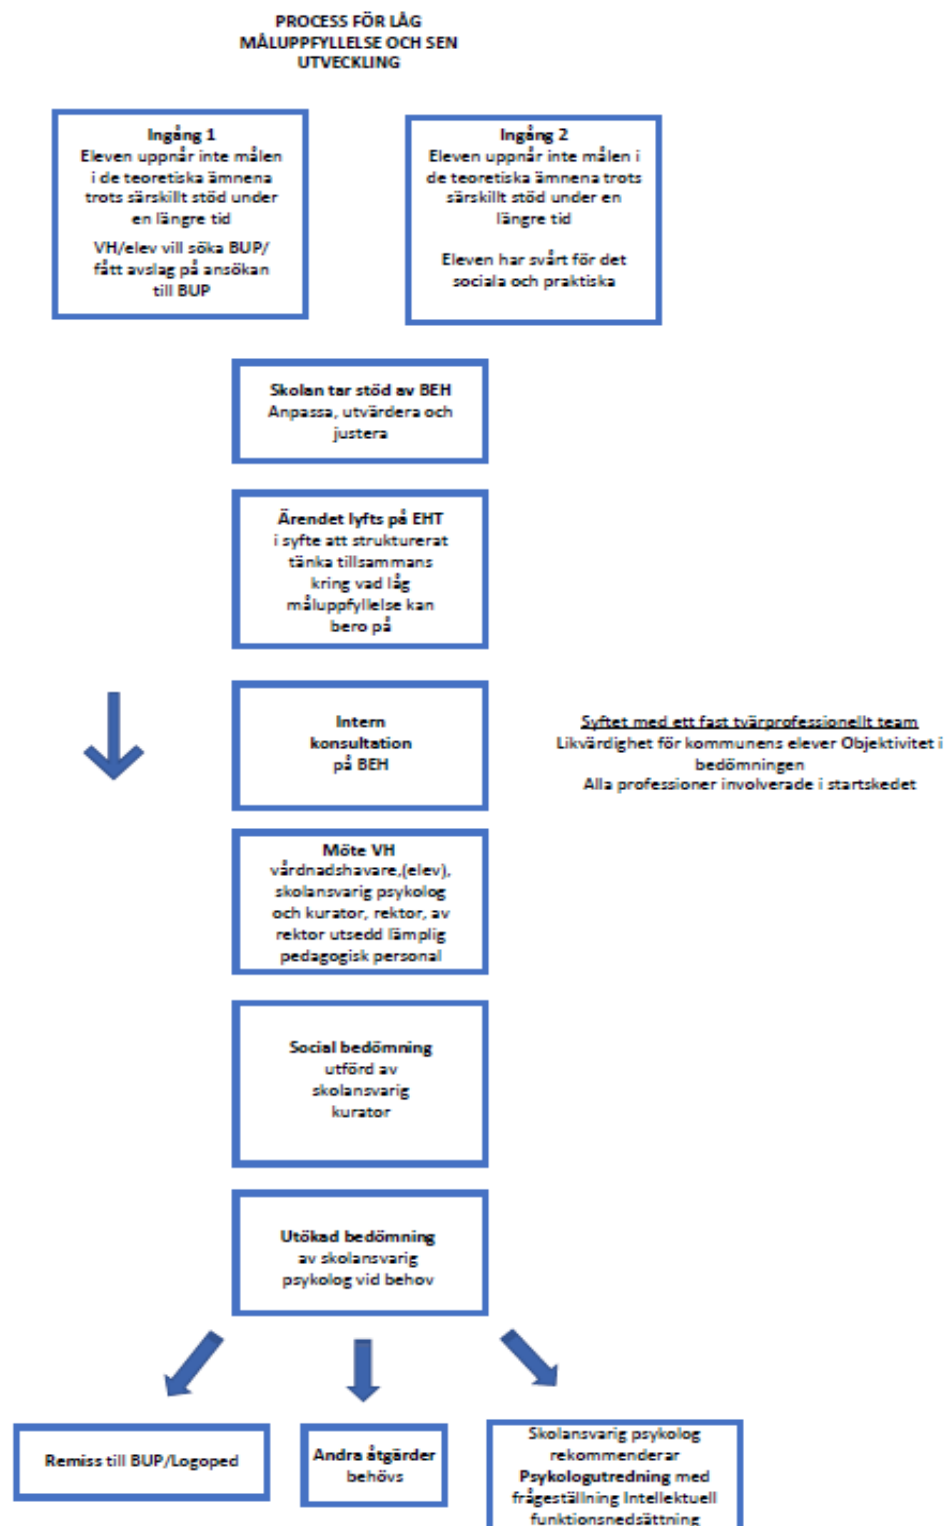 PROCESS FÖR LÅG
MÅLUPPFYLLELSE OCH SEN
UTVECKLING
Ingång 1
Eleven uppnår inte målen
i de teoretiska ämnena
trots särskilt stöd under
en längre tid
VH/elev vill söka BUP/
fått avslag på ansökan
till BUP
Ingång 2
Eleven uppnår inte målen i
de teoretiska ämnena trots
särskilt stöd under en
längre tid
Eleven har svårt för det
sociala och praktiska
Skolan tar stöd av BEH
Anpassa, utvärdera och
justera
Ärendet lyfts på EHT
i syfte att strukturerat
tänka tillsammans
kring vad låg
måluppfyllelse kan
bero på
Intern
konsultation
på BEH
Syftet med ett fast tvärprofessionellt team
Likvärdighet för kommunens elever Objektivitet i
bedömningen
Alla professioner involverade i startskedet
Möte VH
vårdnadshavare,(elev),
skolansvarig psykolog
och kurator, rektor, av
rektor utsedd lämplig
pedagogisk personal
Social bedömning
utförd av
skolansvarig
kurator
Utökad bedömning
av skolansvarig
psykolog vid behov
Remiss till BUP/Logoped
Andra åtgärder
behövs
Skolansvarig psykolog
rekommenderar
Psykologutredning med
frågeställning Intellektuell
funktionsnedsättning